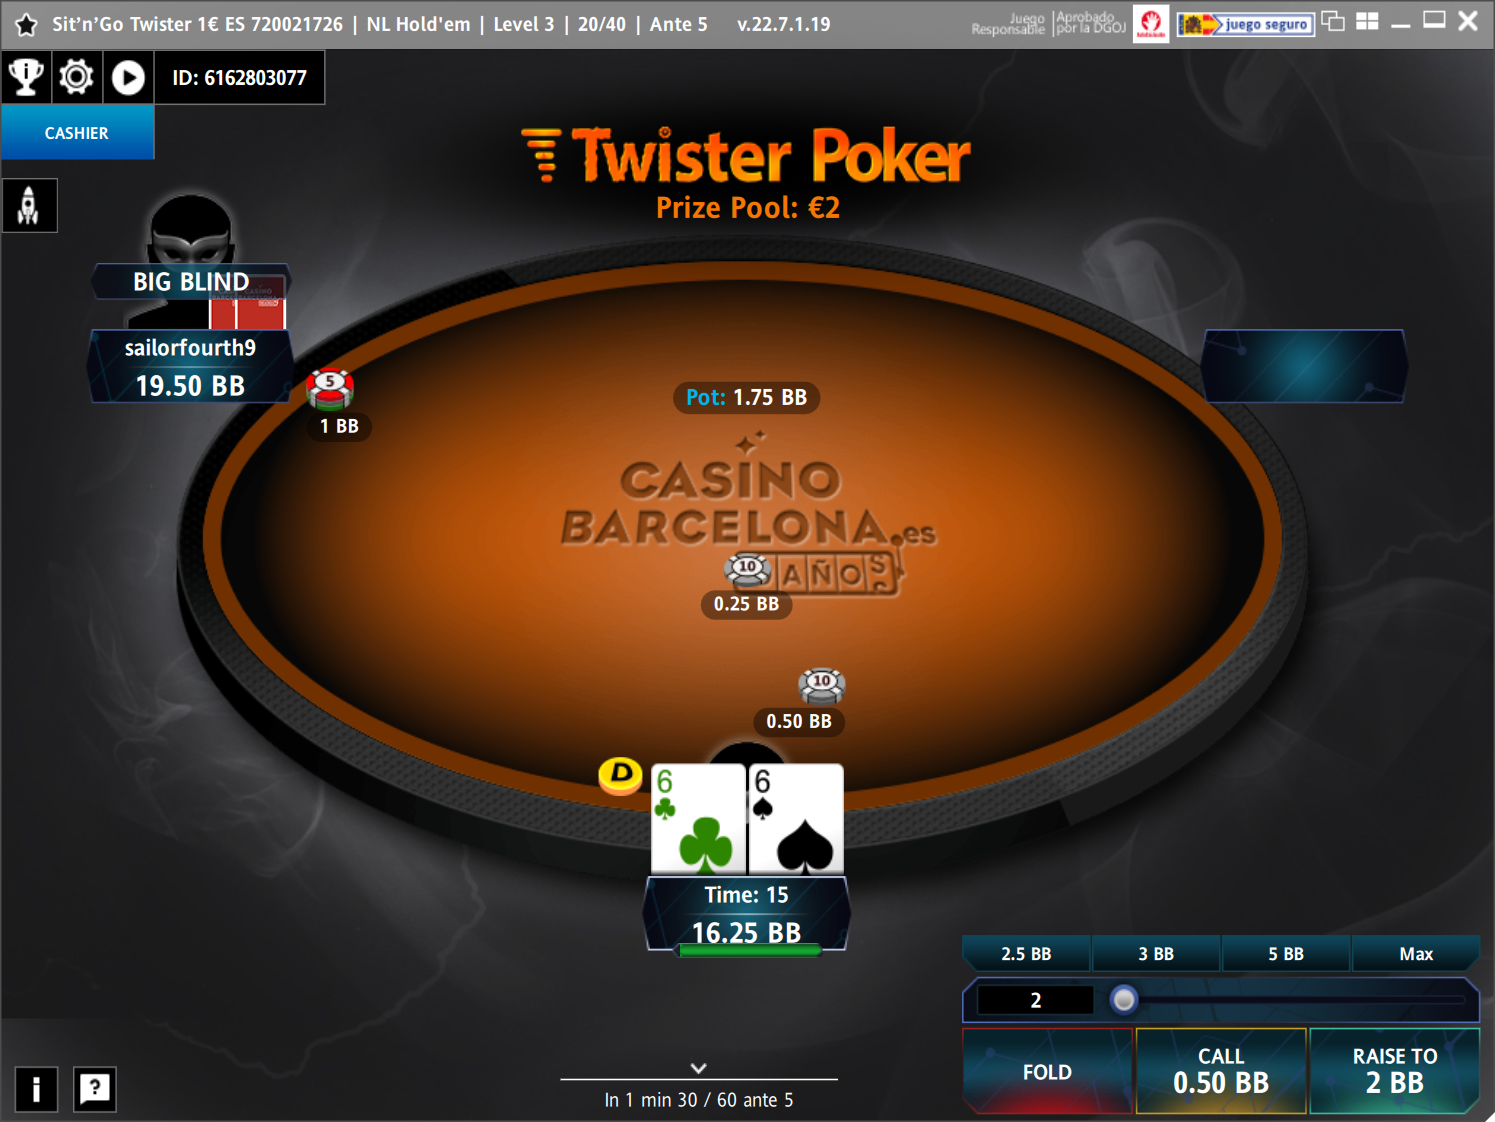 Sit'n'Go Twister 1€ ES 720021726 | NL Hold'em | Level 3 | 20/40 | Ante 5 v.22.7.1.19
Juego Responsable
Aprobado por la DGOJ
juego seguro
ID: 6162803077
CASHIER
Twister Poker
Prize Pool: €2
BIG BLIND
sailorfourth9
19.50 BB
5
1 BB
Pot: 1.75 BB
CASINO
BARCELONA.es
AÑOS
10
0.25 BB
10
0.50 BB
D
6
6
Time: 15
16.25 BB
2.5 BB
3 BB
5 BB
Max
2
FOLD
CALL
0.50 BB
RAISE TO
2 BB
In 1 min 30 / 60 ante 5